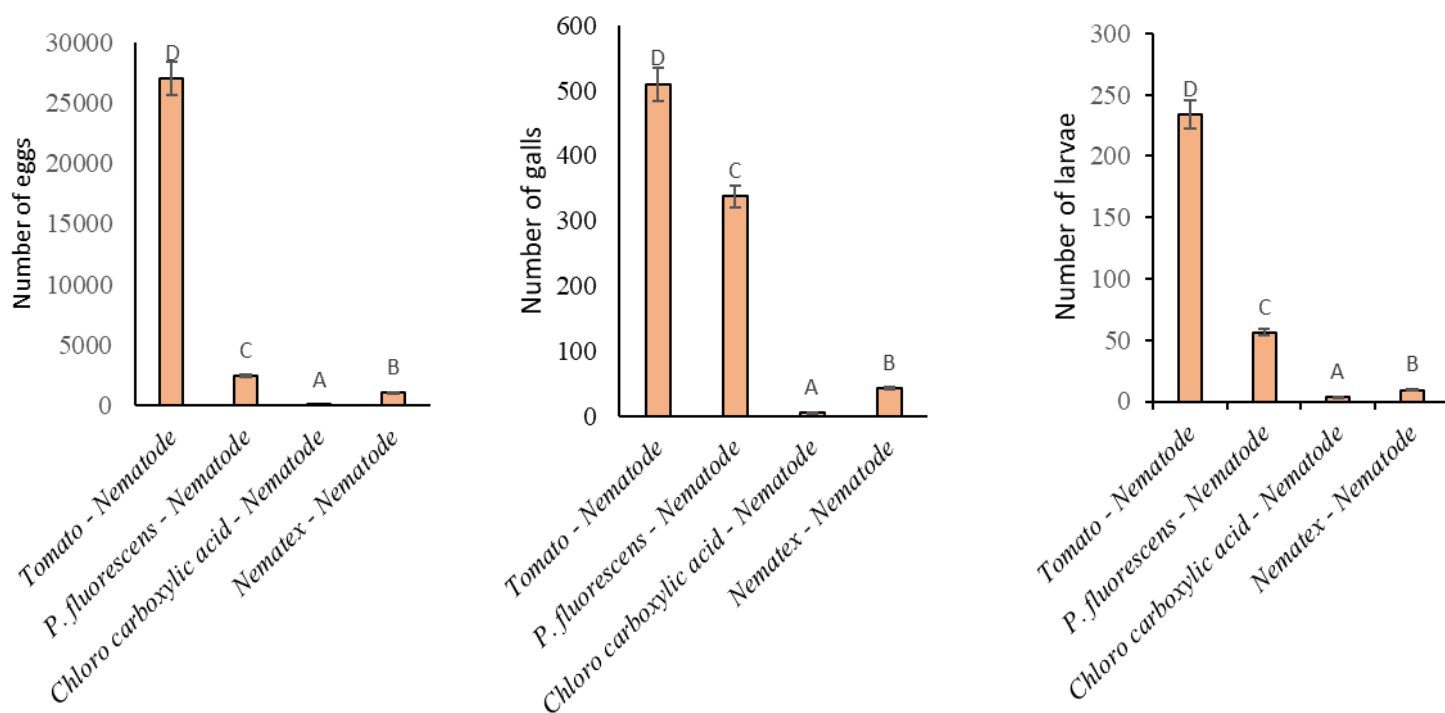 Number of eggs
30000
25000
20000
15000
10000
5000
0
D
C
A
B
Tomato - Nematode
P. fluorescens - Nematode
Chloro carboxylic acid - Nematode
Nematex - Nematode
Number of galls
600
500
400
300
200
100
0
D
C
A
B
Tomato - Nematode
P. fluorescens - Nematode
Chloro carboxylic acid - Nematode
Nematex - Nematode
Number of larvae
300
250
200
150
100
50
0
D
C
A
B
Tomato - Nematode
P. fluorescens - Nematode
Chloro carboxylic acid - Nematode
Nematex - Nematode